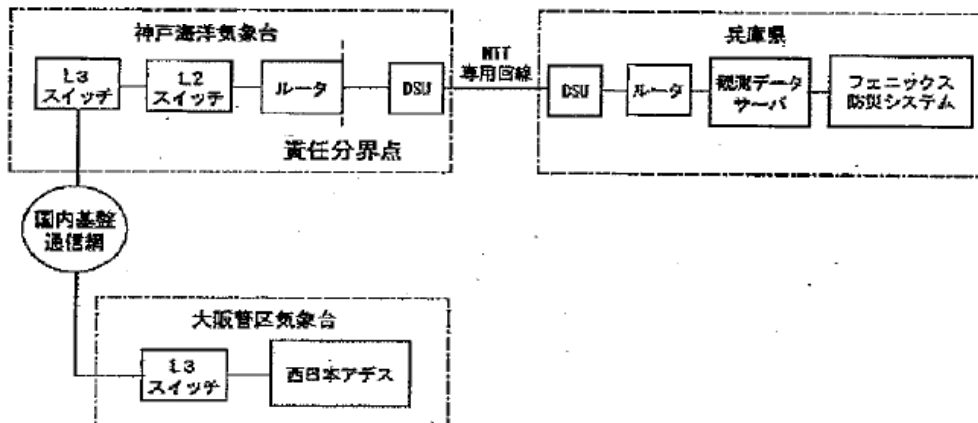 神戸海洋気象台
L3
スイッチ
L2
スイッチ
ルータ
DSU
責任分界点
NTT
専用回線
兵庫県
DSU
ルータ
観測データ
サーバ
フェニックス
防災システム
国内基盤
通信網
大阪管区気象台
L3
スイッチ
西日本アデス